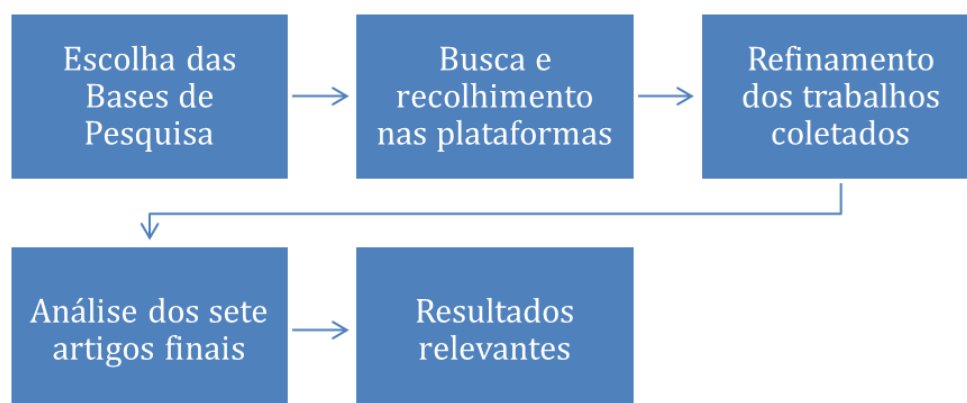 Escolha das
Bases de
Pesquisa
Busca e
recolhimento
nas plataformas
Refinamento
dos trabalhos
coletados
Análise dos sete
artigos finais
Resultados
relevantes